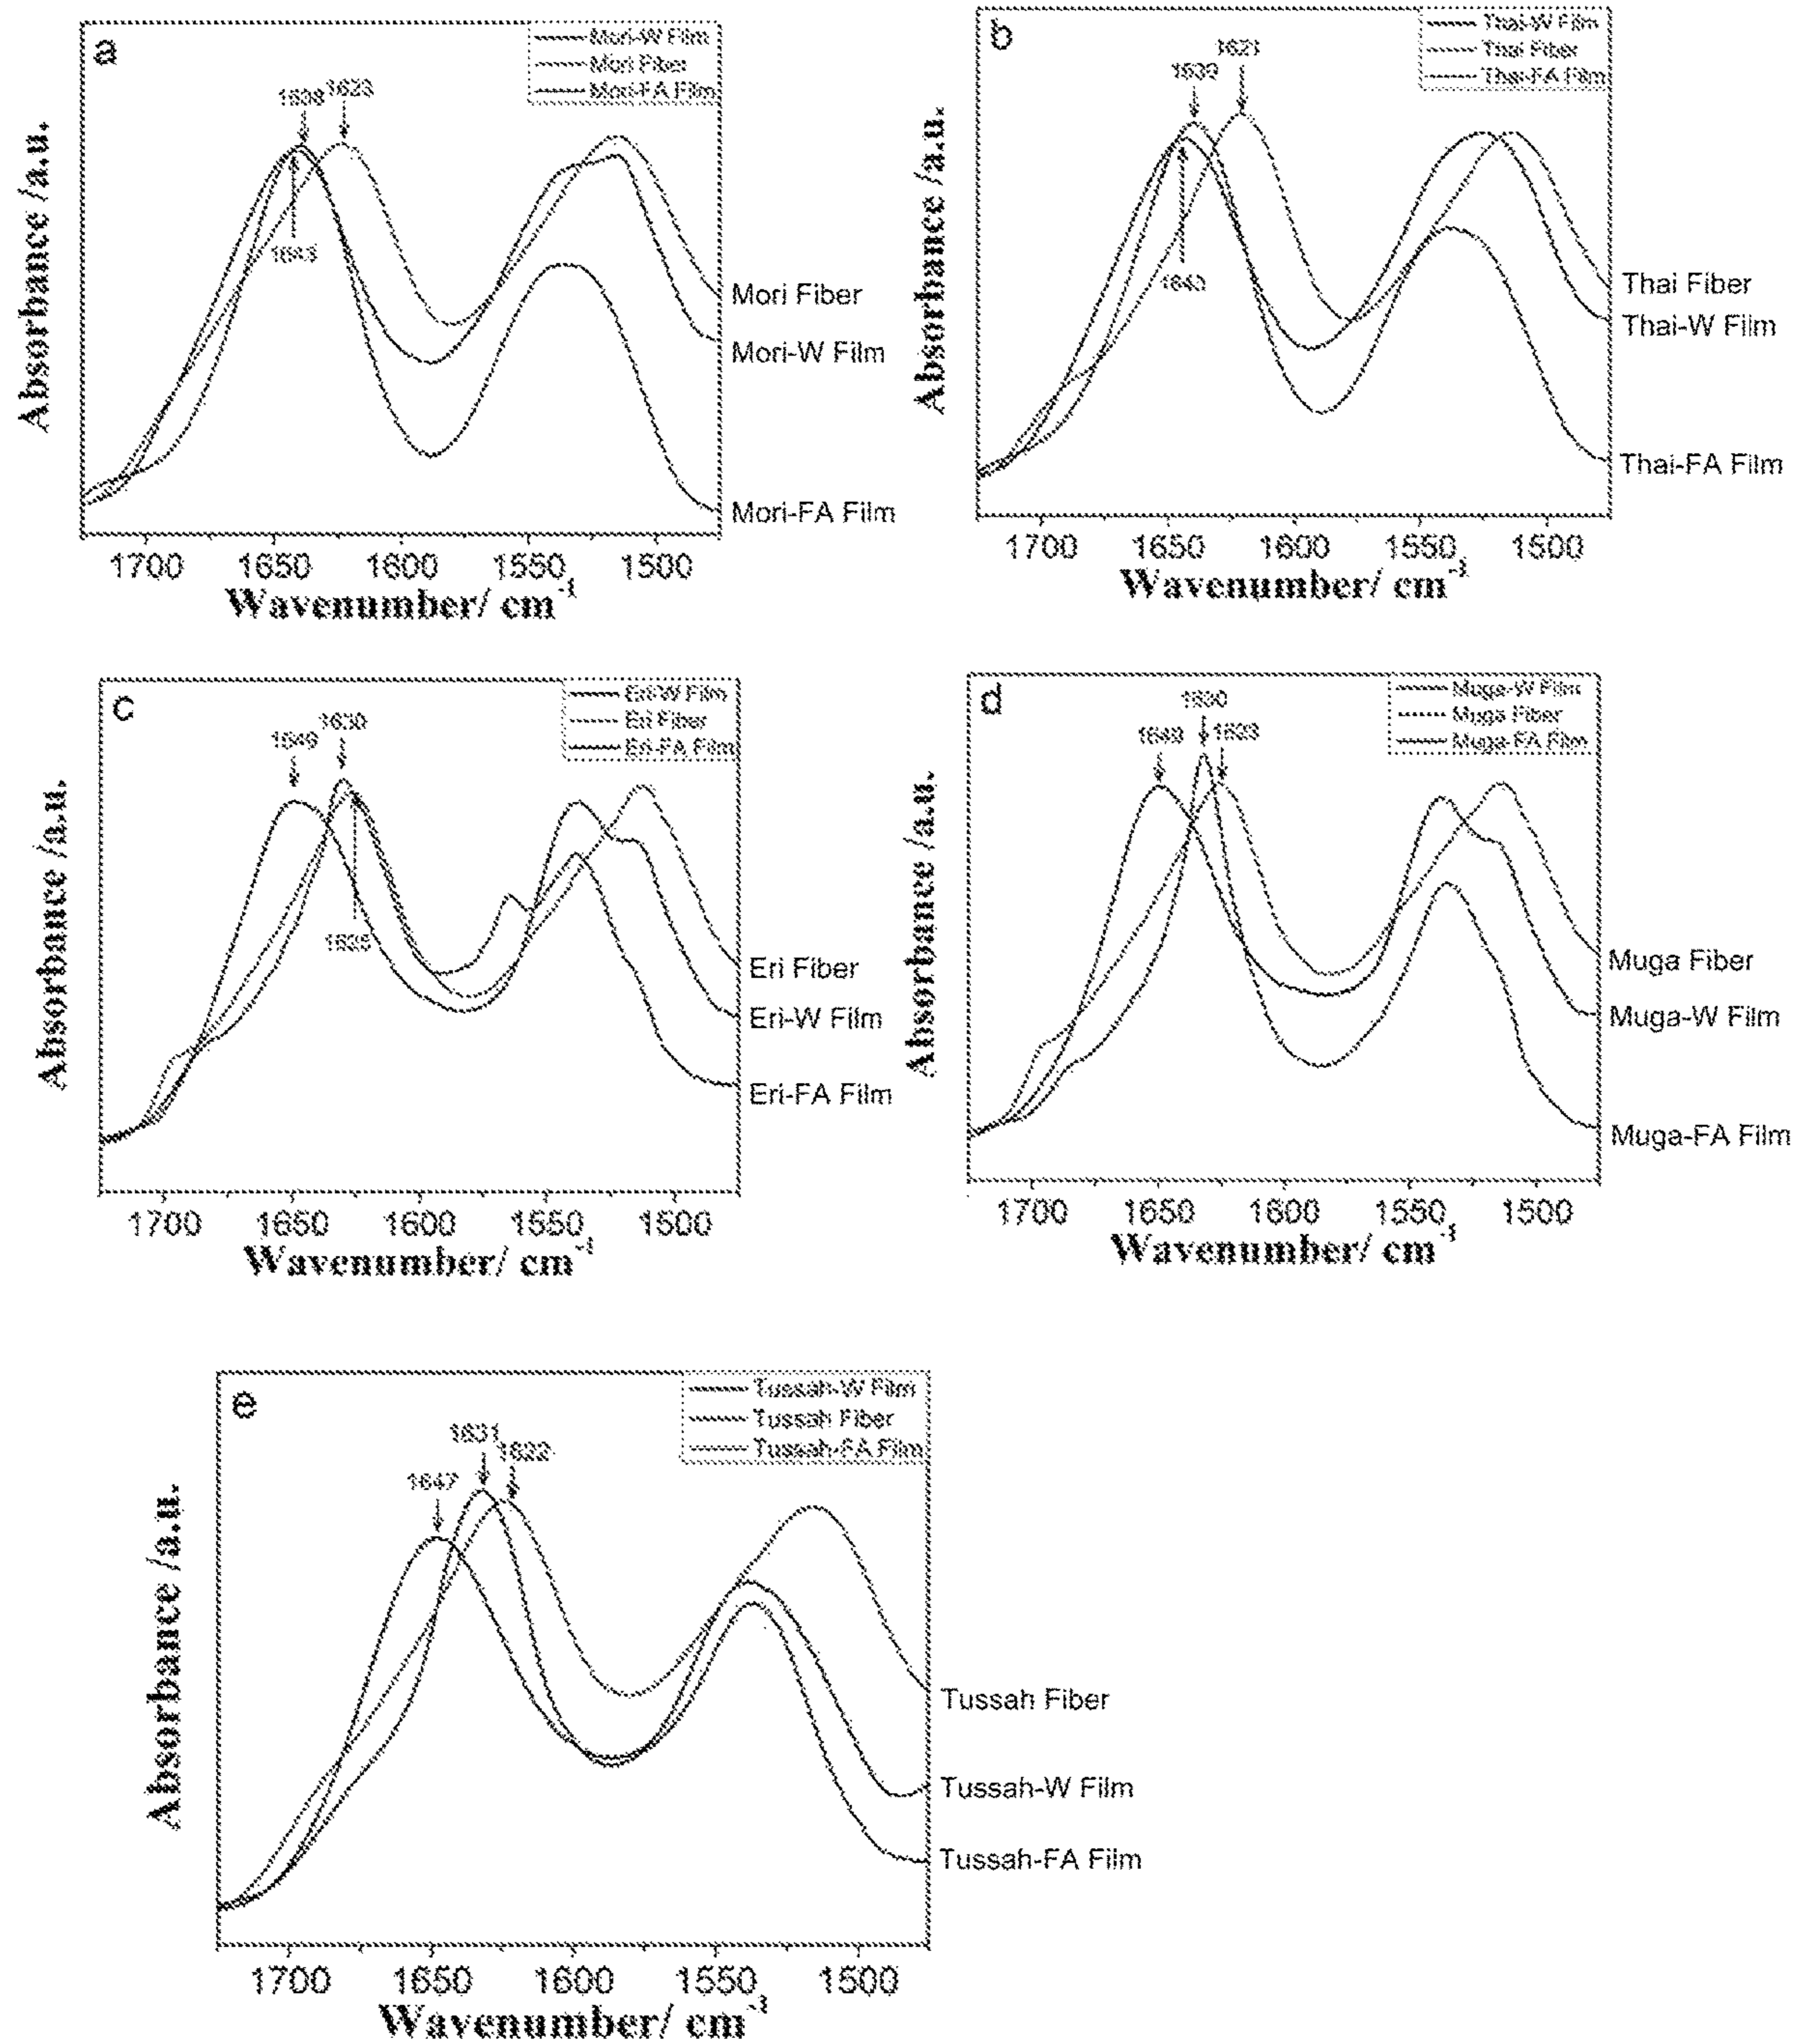 a
Mori-W Film
Mori Fiber
Mori-FA Film
1638
1623
1643
Absorbance /a.u.
Mori Fiber
Mori-W Film
Mori-FA Film
1700 1650 1600 1550 1500
Wavenumber/ cm-1
b
Thai-W Film
Thai Fiber
Thai-FA Film
1639
1621
1643
Absorbance /a.u.
Thai Fiber
Thai-W Film
Thai-FA Film
1700 1650 1600 1550 1500
Wavenumber/ cm-1
c
Eri-W Film
Eri Fiber
Eri-FA Film
1649
1630
Absorbance /a.u.
Eri Fiber
Eri-W Film
Eri-FA Film
1700 1650 1600 1550 1500
Wavenumber/ cm-1
d
Muga-W Film
Muga Fiber
Muga-FA Film
1630
1623
Absorbance /a.u.
Muga Fiber
Muga-W Film
Muga-FA Film
1700 1650 1600 1550 1500
Wavenumber/ cm-1
e
Tussah-W Film
Tussah Fiber
Tussah-FA Film
1647
1631
1622
Absorbance /a.u.
Tussah Fiber
Tussah-W Film
Tussah-FA Film
1700 1650 1600 1550 1500
Wavenumber/ cm-1